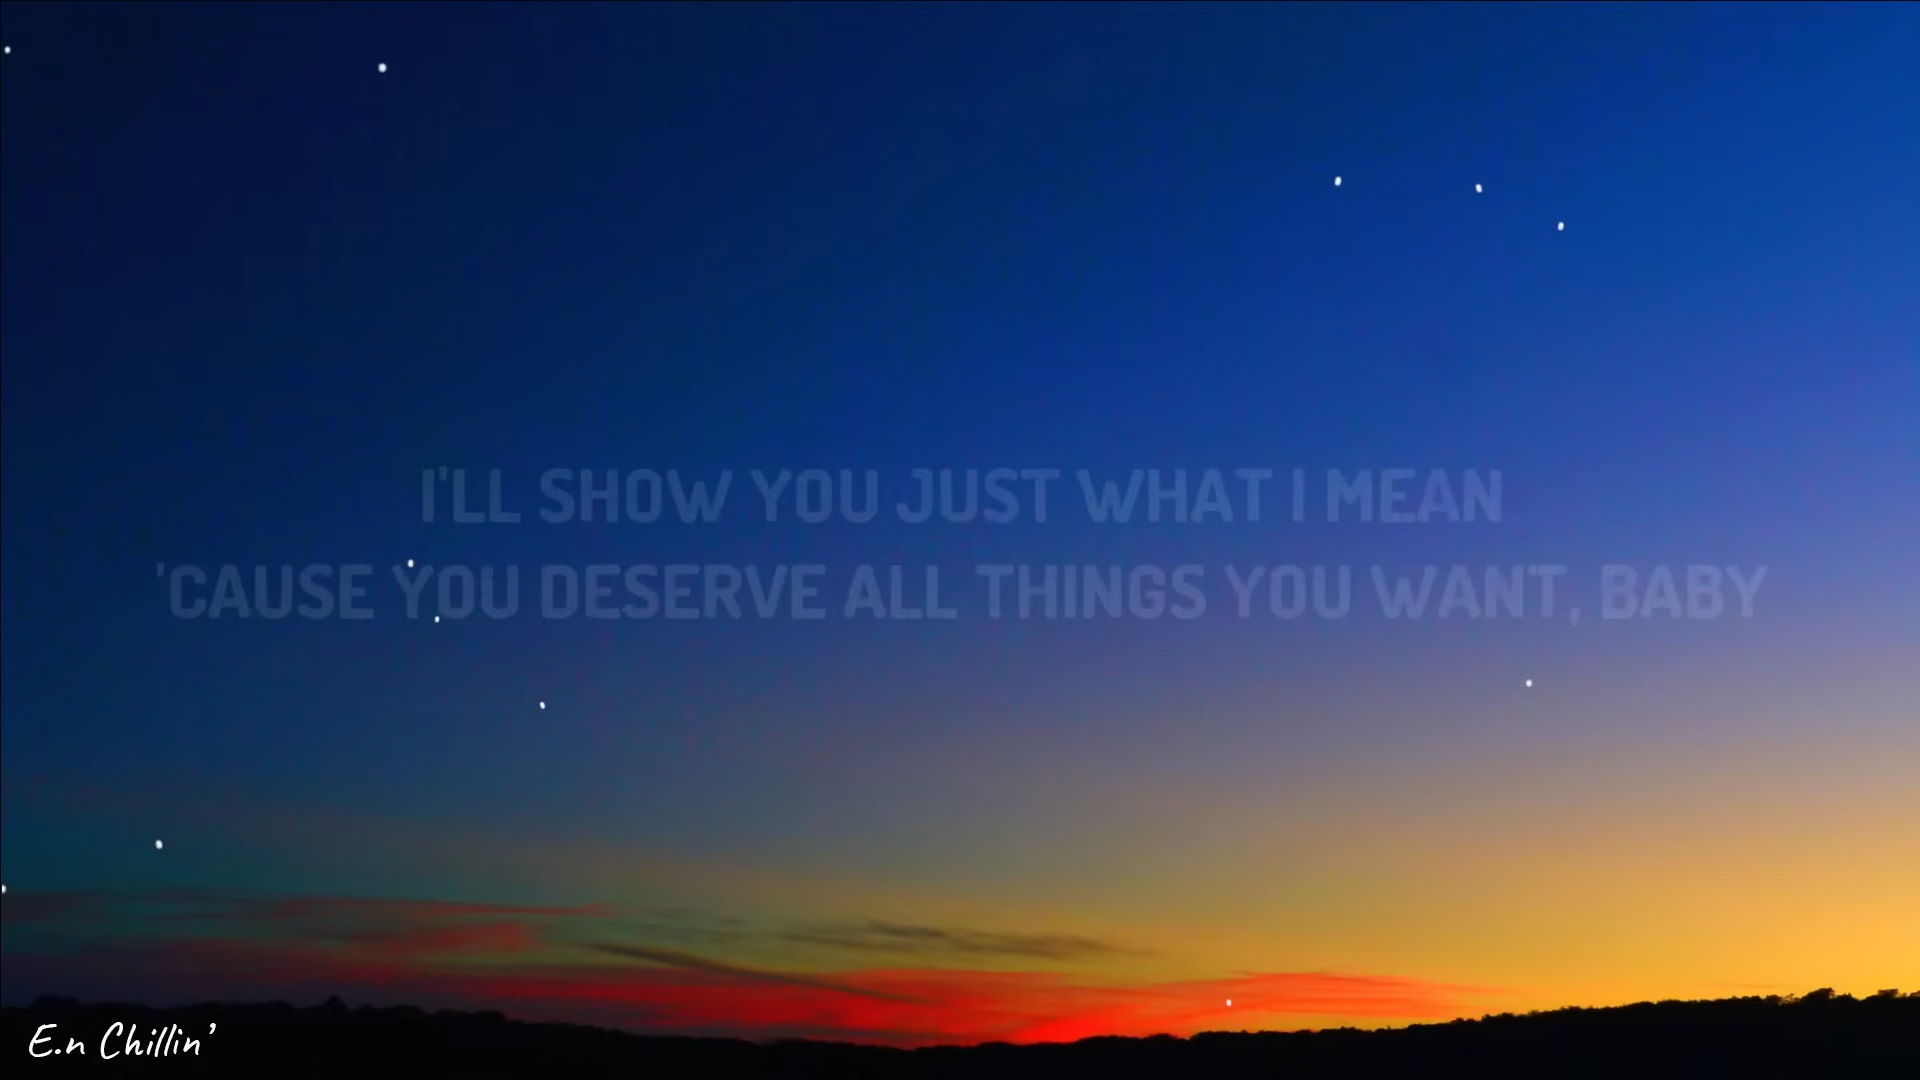 I'LL SHOW YOU JUST WHAT I MEAN
'CAUSE YOU DESERVE ALL THINGS YOU WANT, BABY
E.n Chillin'